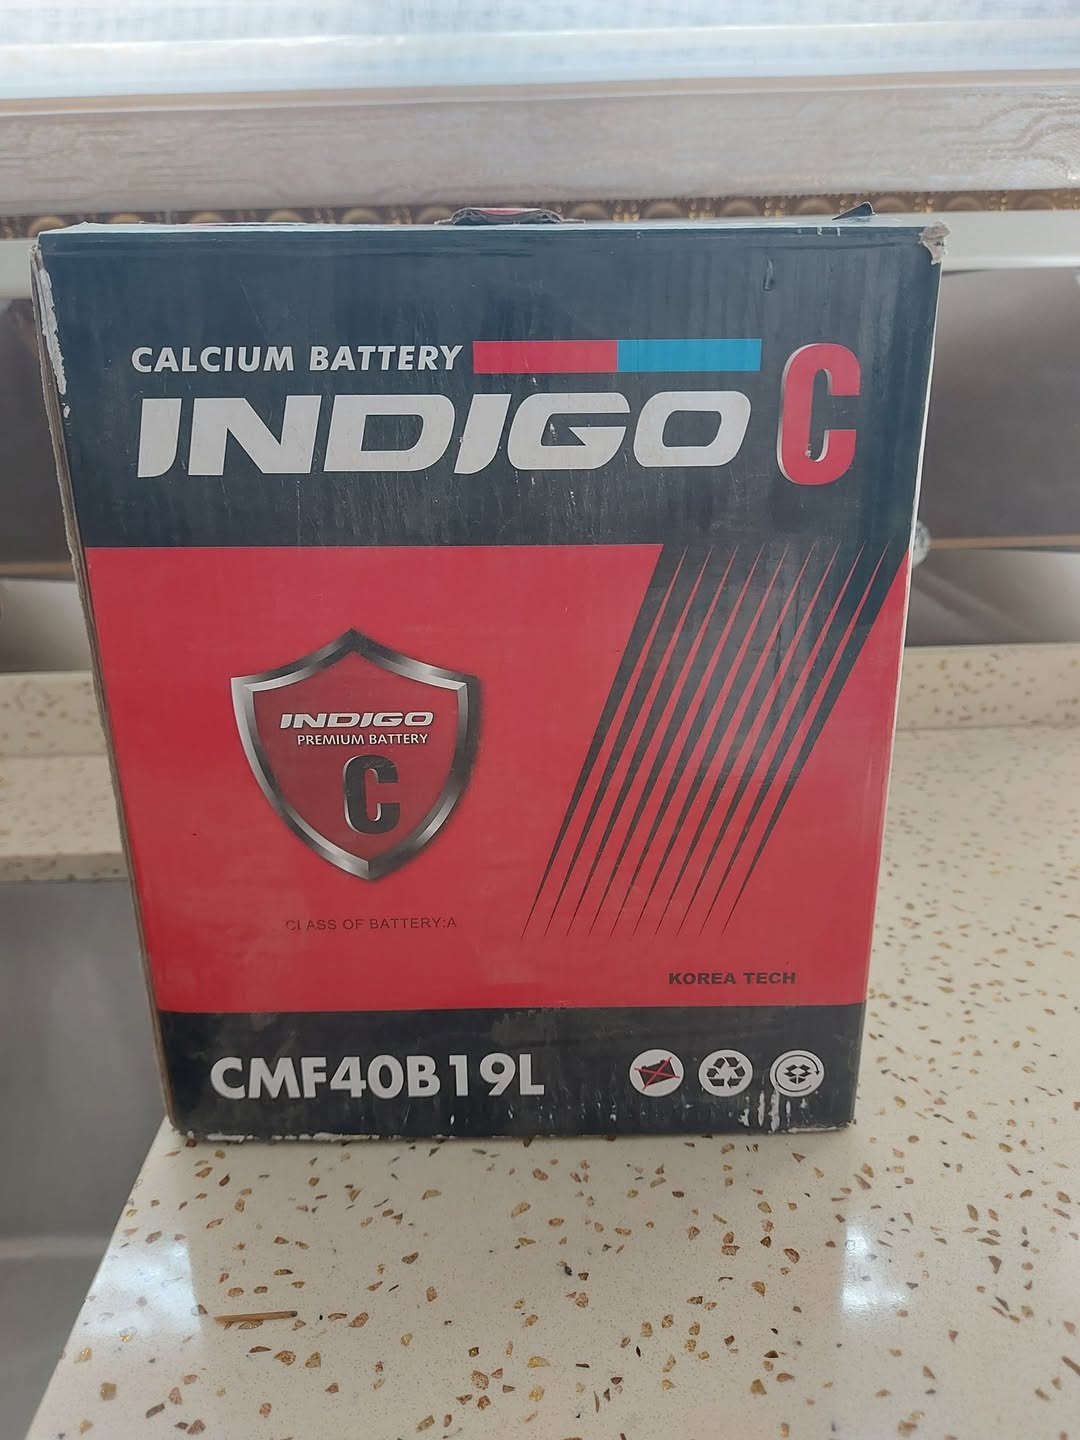 CALCIUM BATTERY
INDIGO C
INDIGO
PREMIUM BATTERY
C
CLASS OF BATTERY:A
KOREA TECH
CMF40B19L